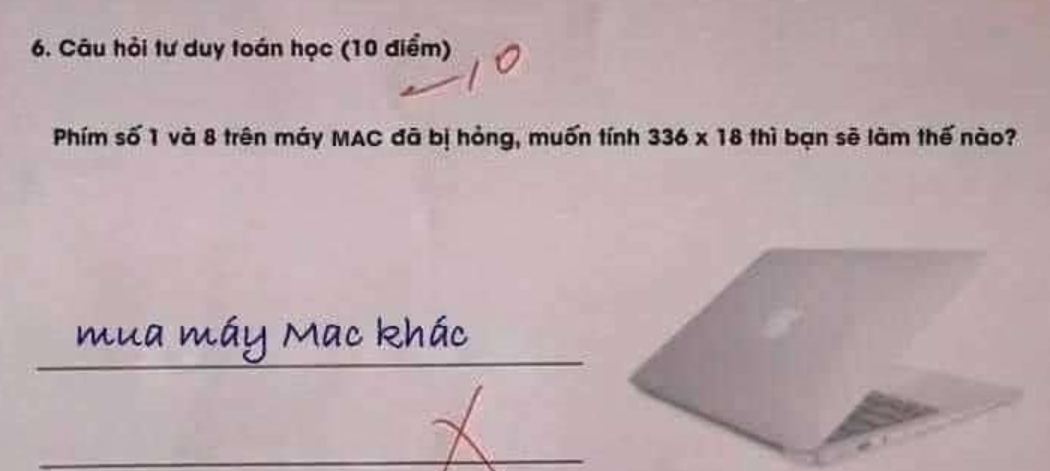 6. Câu hỏi tư duy toán học (10 điểm)
-10
Phím số 1 và 8 trên máy MAC đã bị hỏng, muốn tính 336 x 18 thì bạn sẽ làm thế nào?
mua máy Mac khác